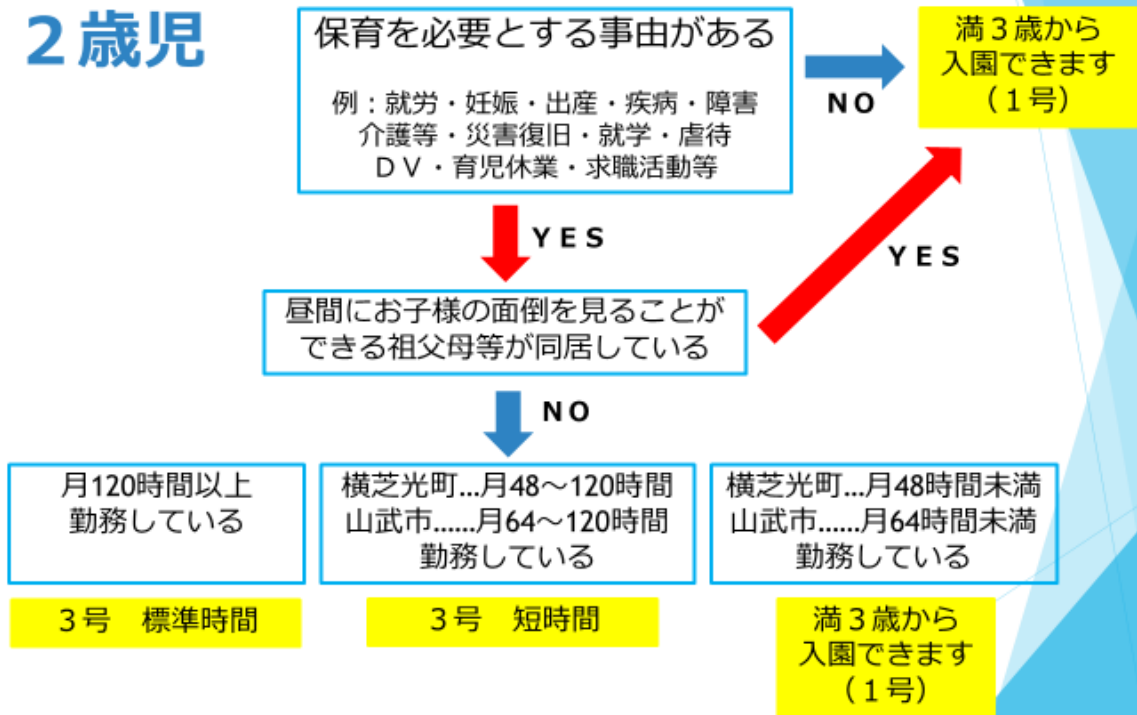 ２歳児
保育を必要とする事由がある
例：就労・妊娠・出産・疾病・障害
介護等・災害復旧・就学・虐待
ＤＶ・育児休業・求職活動等
NO
満３歳から
入園できます
（１号）
YES
YES
昼間にお子様の面倒を見ることが
できる祖父母等が同居している
NO
月120時間以上
勤務している
横芝光町…月48～120時間
山武市……月64～120時間
勤務している
横芝光町…月48時間未満
山武市……月64時間未満
勤務している
３号　標準時間
３号　短時間
満３歳から
入園できます
（１号）